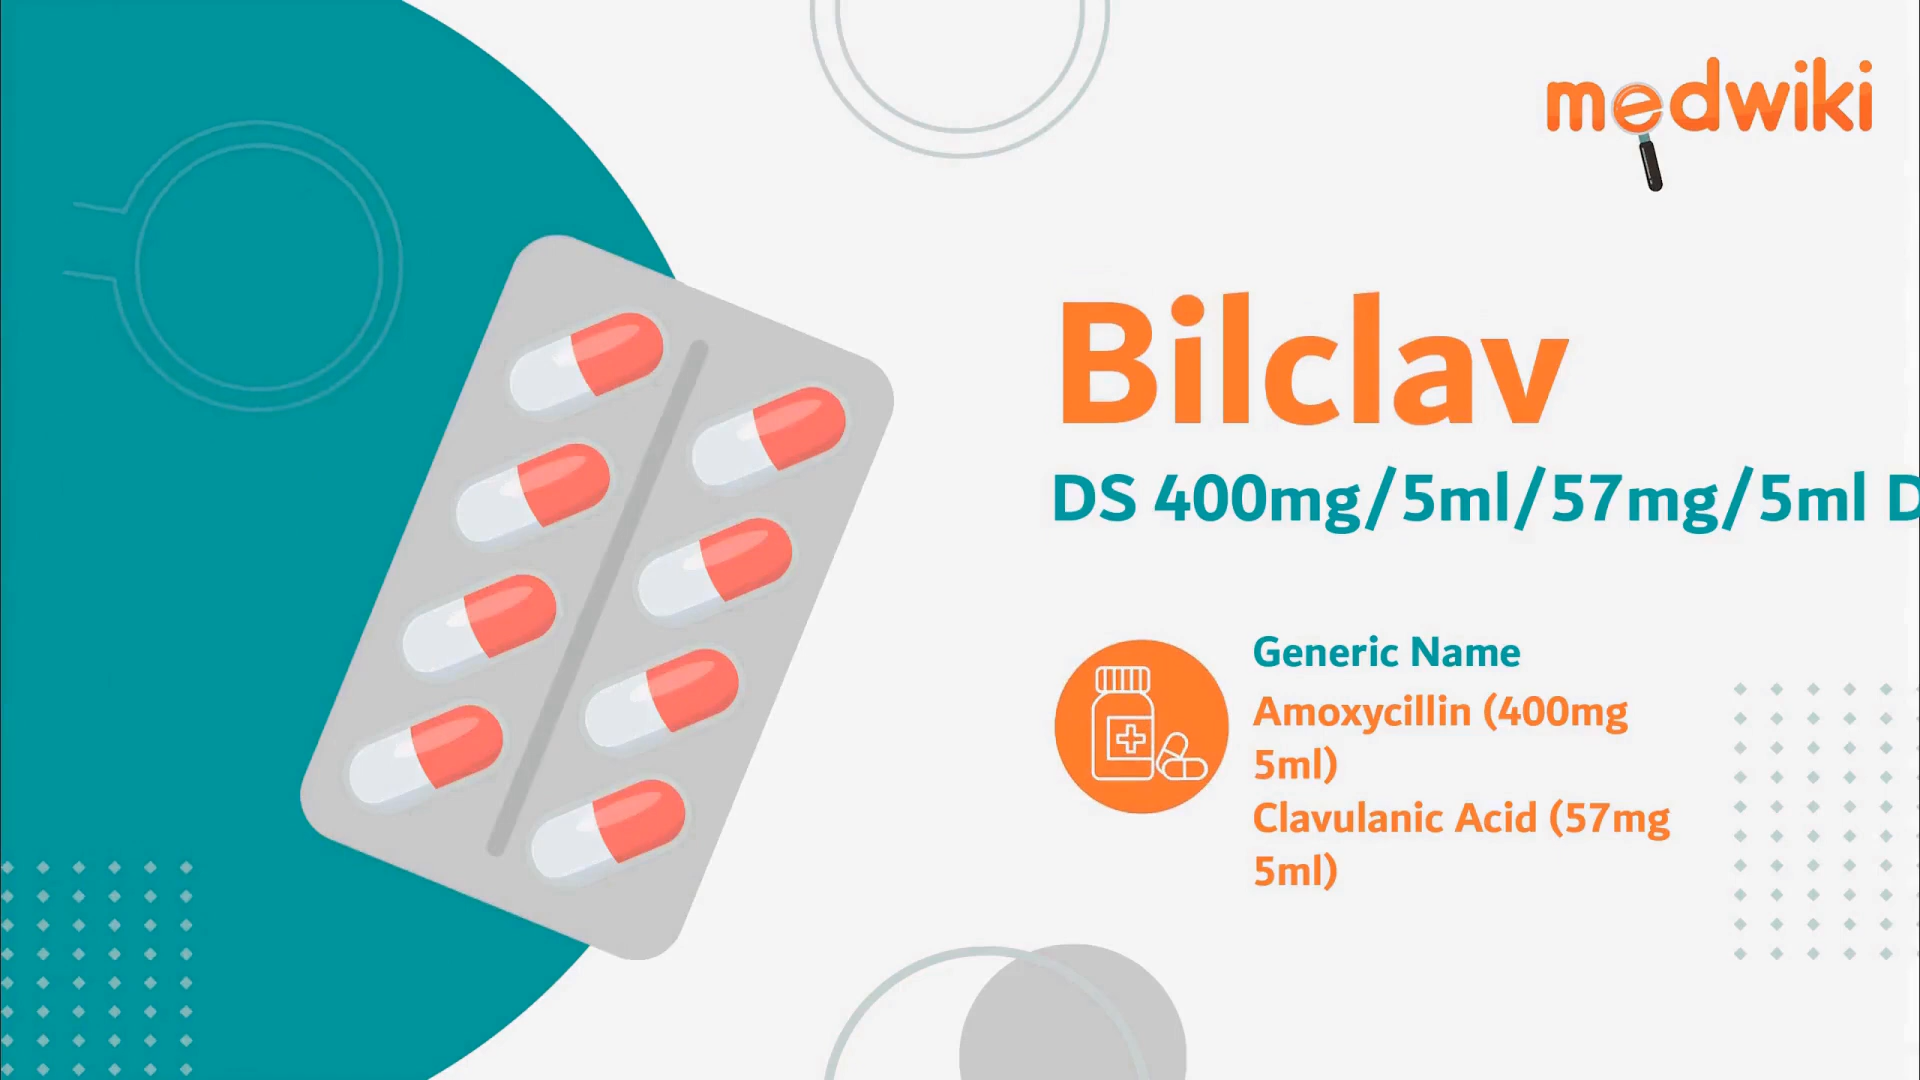 medwiki
Bilclav
DS 400mg/5ml/57mg/5ml D
Generic Name
Amoxycillin (400mg
5ml)
Clavulanic Acid (57mg
5ml)